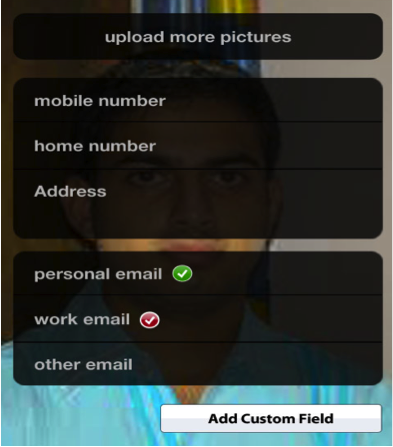 upload more pictures
mobile number
home number
Address
personal email
work email
other email
Add Custom Field